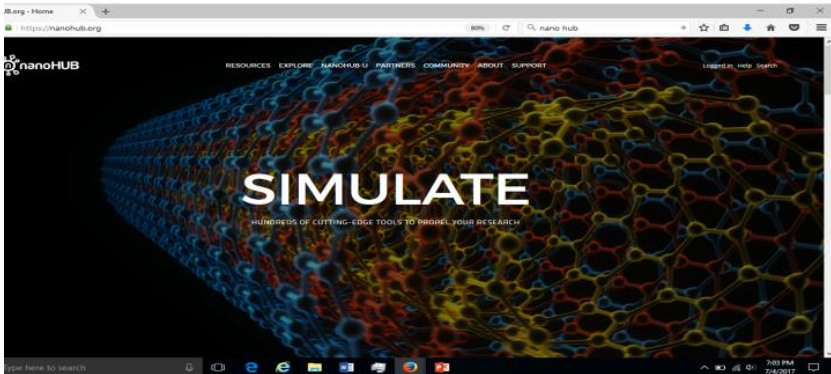 /B.org - Home
https://nanohub.org
80%
nano hub
nanoHUB
RESOURCES EXPLORE NANOHUB-U PARTNERS COMMUNITY ABOUT SUPPORT
Logged in Help Search
SIMULATE
HUNDREDS OF CUTTING-EDGE TOOLS TO PROPEL YOUR RESEARCH
ype here to search
7:03 PM
7/4/2017